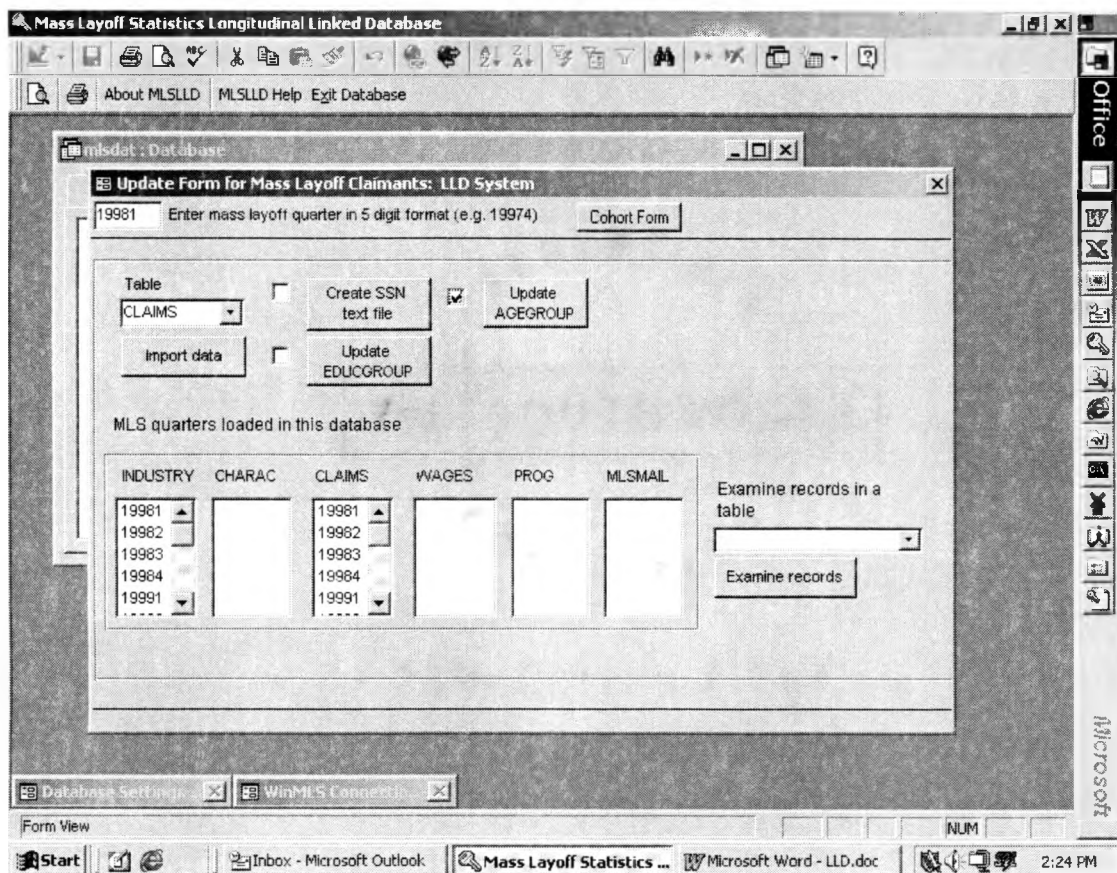 Mass Layoff Statistics Longitudinal Linked Database
About MLSLLD MLSLLD Help Exit Database
Office
mlsdat : Database
Update Form for Mass Layoff Claimants: LLD System
19981 Enter mass layoft quarter in 5 digit format (e.g. 19974) Cohort Form
Table
CLAIMS
Create SSN
text file
Update
AGEGROUP
Import data
Update
EDUCGROUP
MLS quarters loaded in this database
INDUSTRY CHARAC CLAIMS WAGES PROG MLSMAIL
19981 19981
19982 19982
19983 19983
19984 19984
19991 19991
Examine records in a
table
Examine records
Microsoft
Database Settings... WinMLS Connectio...
Form View NUM
Start Inbox - Microsoft Outlook Mass Layoff Statistics ... Microsoft Word - LLD.doc 2:24 PM